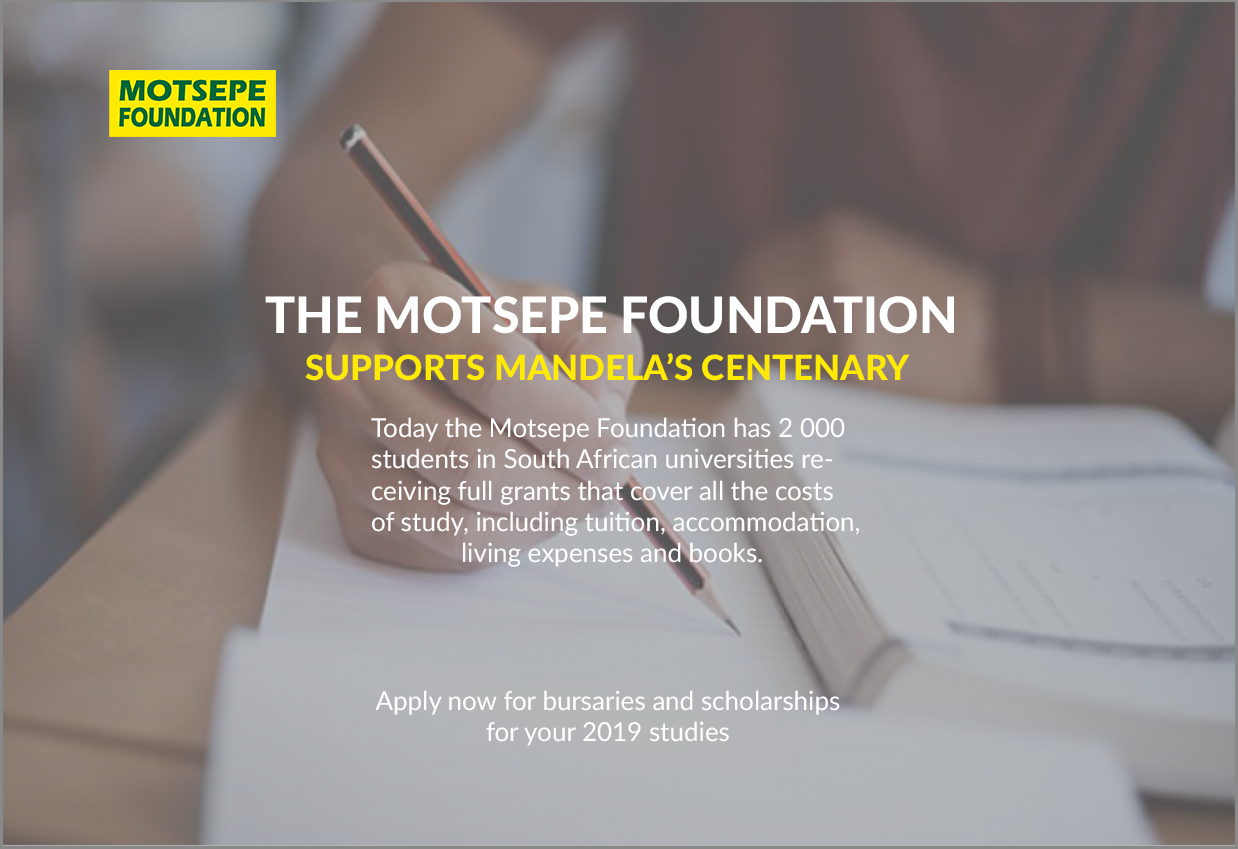 MOTSEPE
FOUNDATION
THE MOTSEPE FOUNDATION
SUPPORTS MANDELA’S CENTENARY
Today the Motsepe Foundation has 2 000
students in South African universities re-
ceiving full grants that cover all the costs
of study, including tuition, accommodation,
living expenses and books.
Apply now for bursaries and scholarships
for your 2019 studies